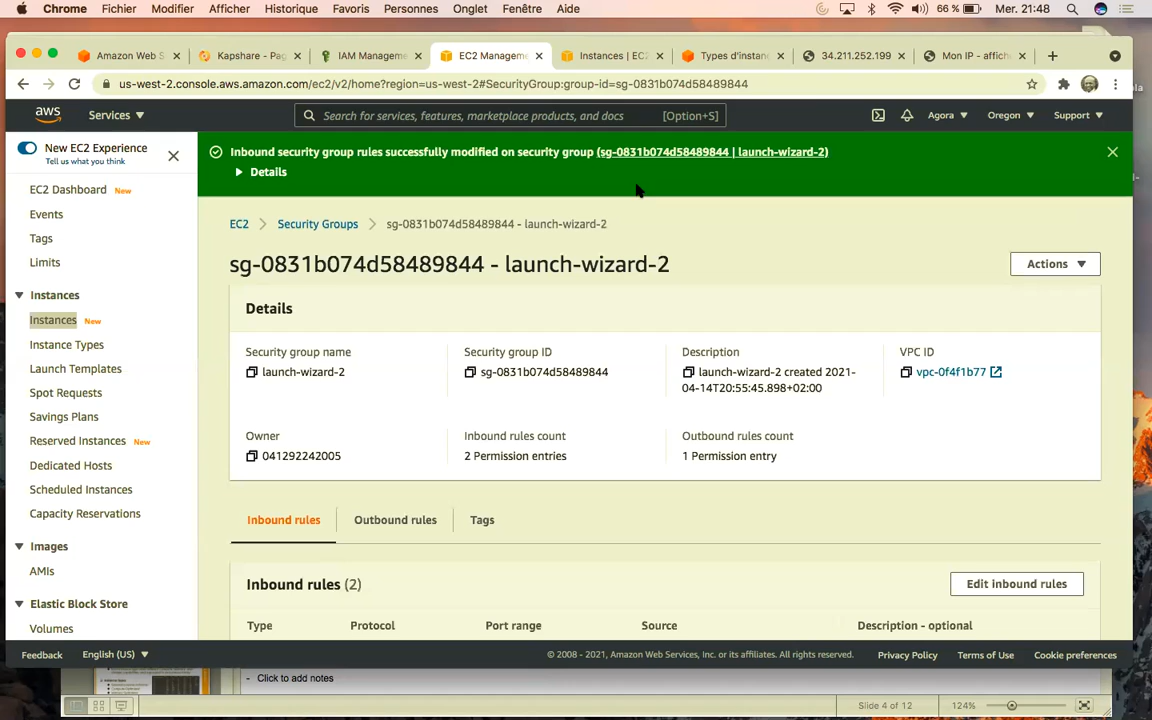 Chrome Fichier Modifier Afficher Historique Favoris Personnes Onglet Fenêtre Aide 66 % Mer. 21:48
Amazon Web S Kapshare - Pag IAM Manageme EC2 Manageme Instances | EC2 Types d'instanc 34.211.252.199 Mon IP - affiche
us-west-2.console.aws.amazon.com/ec2/v2/home?region=us-west-2#SecurityGroup:group-id=sg-0831b074d58489844
aws Services Search for services, features, marketplace products, and docs [Option+S] Agora Oregon Support
New EC2 Experience
Tell us what you think
EC2 Dashboard New
Events
Tags
Limits
Instances
Instances New
Instance Types
Launch Templates
Spot Requests
Savings Plans
Reserved Instances New
Dedicated Hosts
Scheduled Instances
Capacity Reservations
Images
AMIs
Elastic Block Store
Volumes
Inbound security group rules successfully modified on security group (sg-0831b074d58489844 | launch-wizard-2)
Details
EC2 Security Groups sg-0831b074d58489844 - launch-wizard-2
sg-0831b074d58489844 - launch-wizard-2 Actions
Details
Security group name Security group ID Description VPC ID
launch-wizard-2 sg-0831b074d58489844 launch-wizard-2 created 2021- vpc-0f4f1b77
04-14T20:55:45.898+02:00
Owner Inbound rules count Outbound rules count
041292242005 2 Permission entries 1 Permission entry
Inbound rules Outbound rules Tags
Inbound rules (2) Edit inbound rules
Type Protocol Port range Source Description - optional
Feedback English (US) © 2008 - 2021, Amazon Web Services, Inc. or its affiliates. All rights reserved. Privacy Policy Terms of Use Cookie preferences
- Click to add notes
Slide 4 of 12 124%